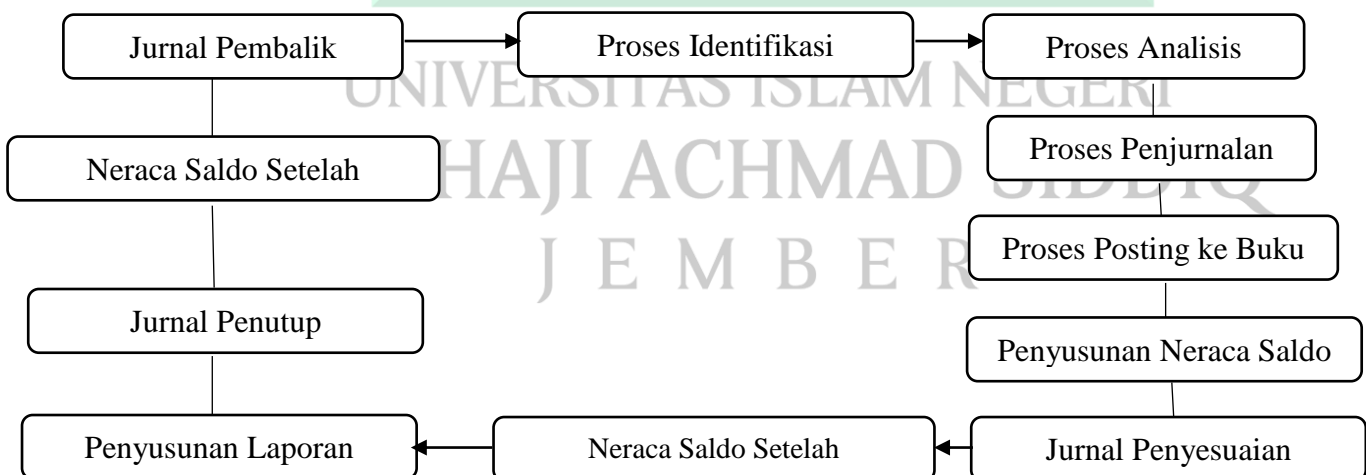 Jurnal Pembalik
Proses Identifikasi
Proses Analisis
UNIVERSITAS ISLAM NEGERI
Neraca Saldo Setelah
Proses Penjurnalan
HAJI ACHMAD SIDDIQ
Proses Posting ke Buku
JEMBER
Jurnal Penutup
Penyusunan Neraca Saldo
Penyusunan Laporan
Neraca Saldo Setelah
Jurnal Penyesuaian